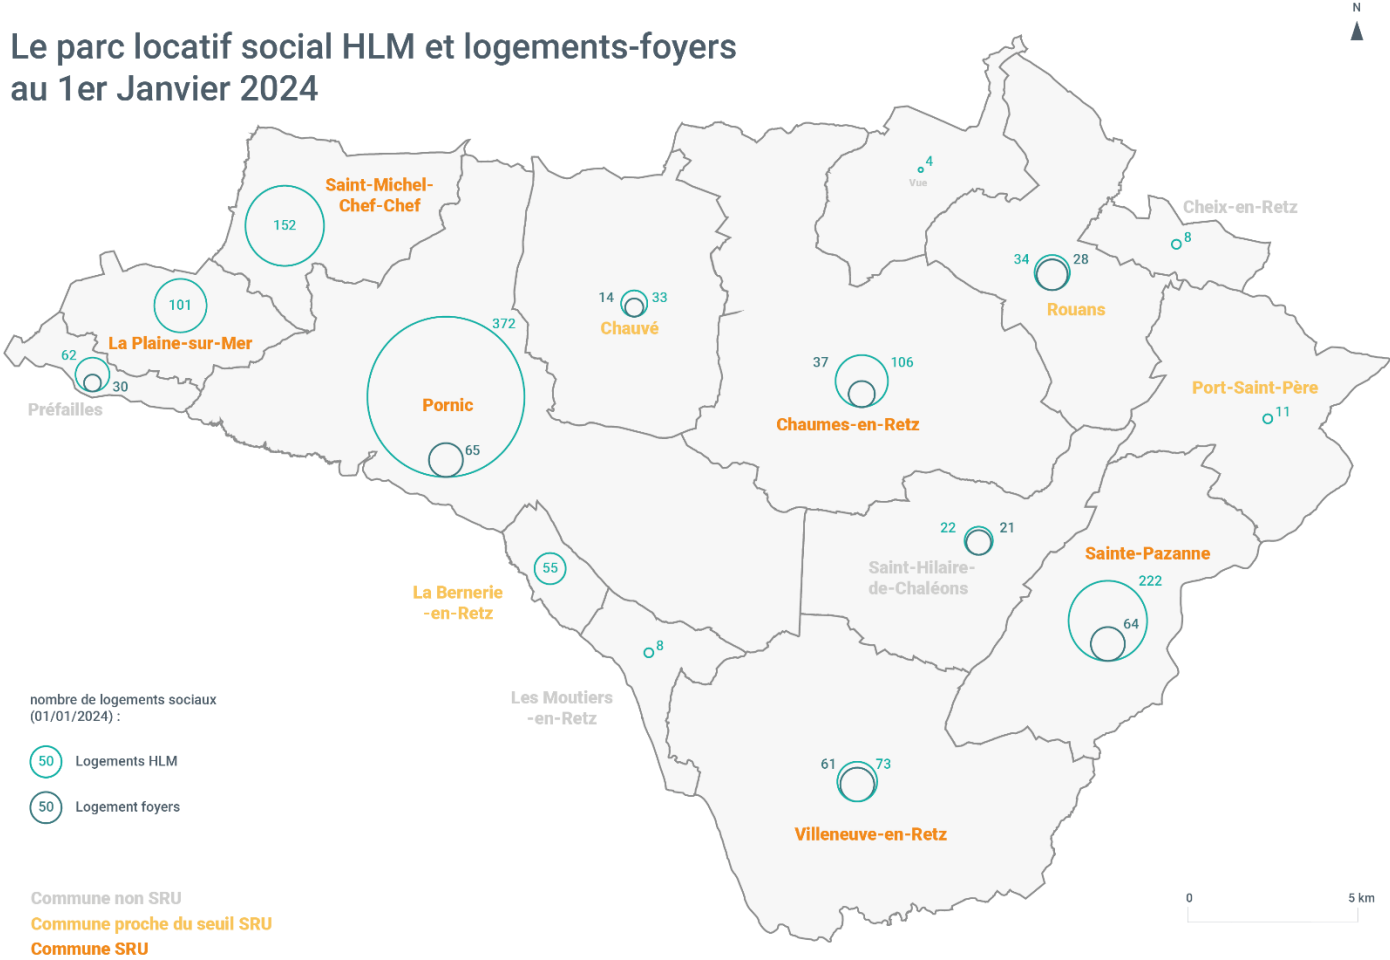 N
Le parc locatif social HLM et logements-foyers
au 1er Janvier 2024
4
Vue
Saint-Michel-
Chef-Chef
152
Cheix-en-Retz
8
34
28
Rouans
101
La Plaine-sur-Mer
14
33
Chauvé
372
Pornic
65
62
30
Préfailles
37
106
Chaumes-en-Retz
Port-Saint-Père
11
22
21
Saint-Hilaire-
de-Chaléons
Sainte-Pazanne
222
64
55
La Bernerie
-en-Retz
8
Les Moutiers
-en-Retz
61
73
Villeneuve-en-Retz
nombre de logements sociaux
(01/01/2024) :
50 Logements HLM
50 Logement foyers
Commune non SRU
Commune proche du seuil SRU
Commune SRU
0 5 km